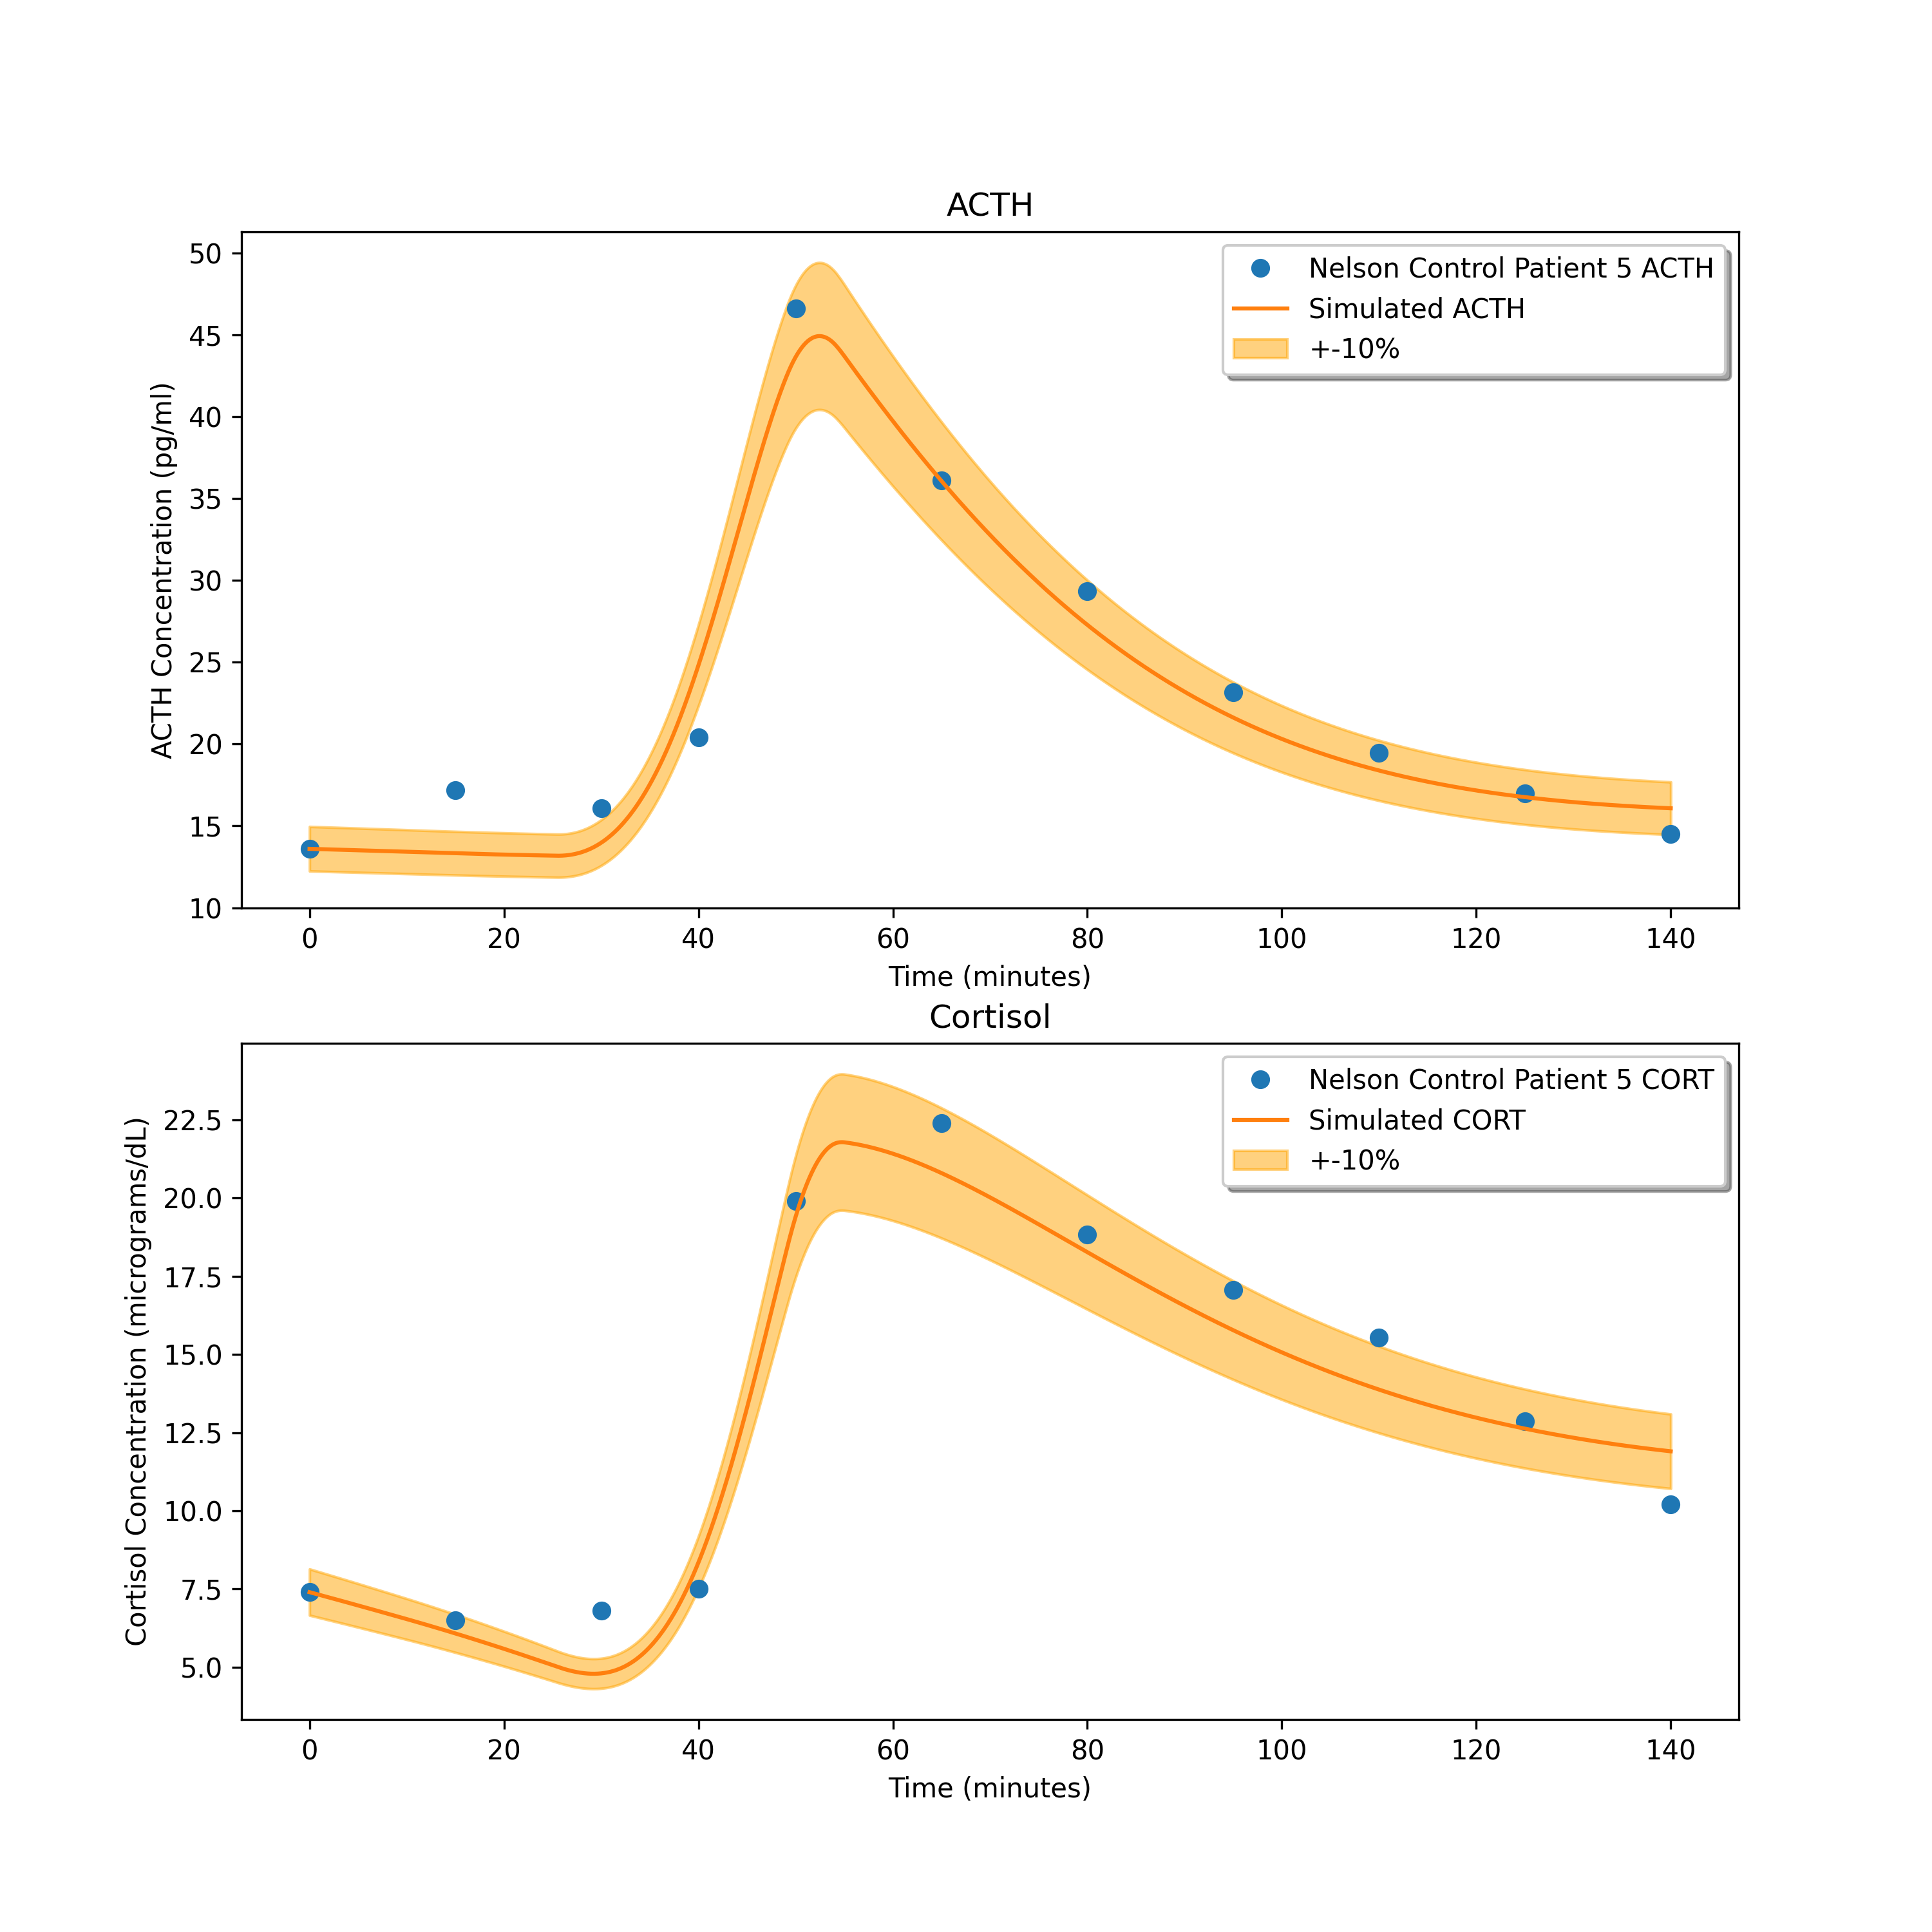 ACTH
50
45
40
35
30
25
20
15
10
ACTH Concentration (pg/ml)
Nelson Control Patient 5 ACTH
Simulated ACTH
+-10%
0 20 40 60 80 100 120 140
Time (minutes)
Cortisol
22.5
20.0
17.5
15.0
12.5
10.0
7.5
5.0
Cortisol Concentration (micrograms/dL)
Nelson Control Patient 5 CORT
Simulated CORT
+-10%
0 20 40 60 80 100 120 140
Time (minutes)